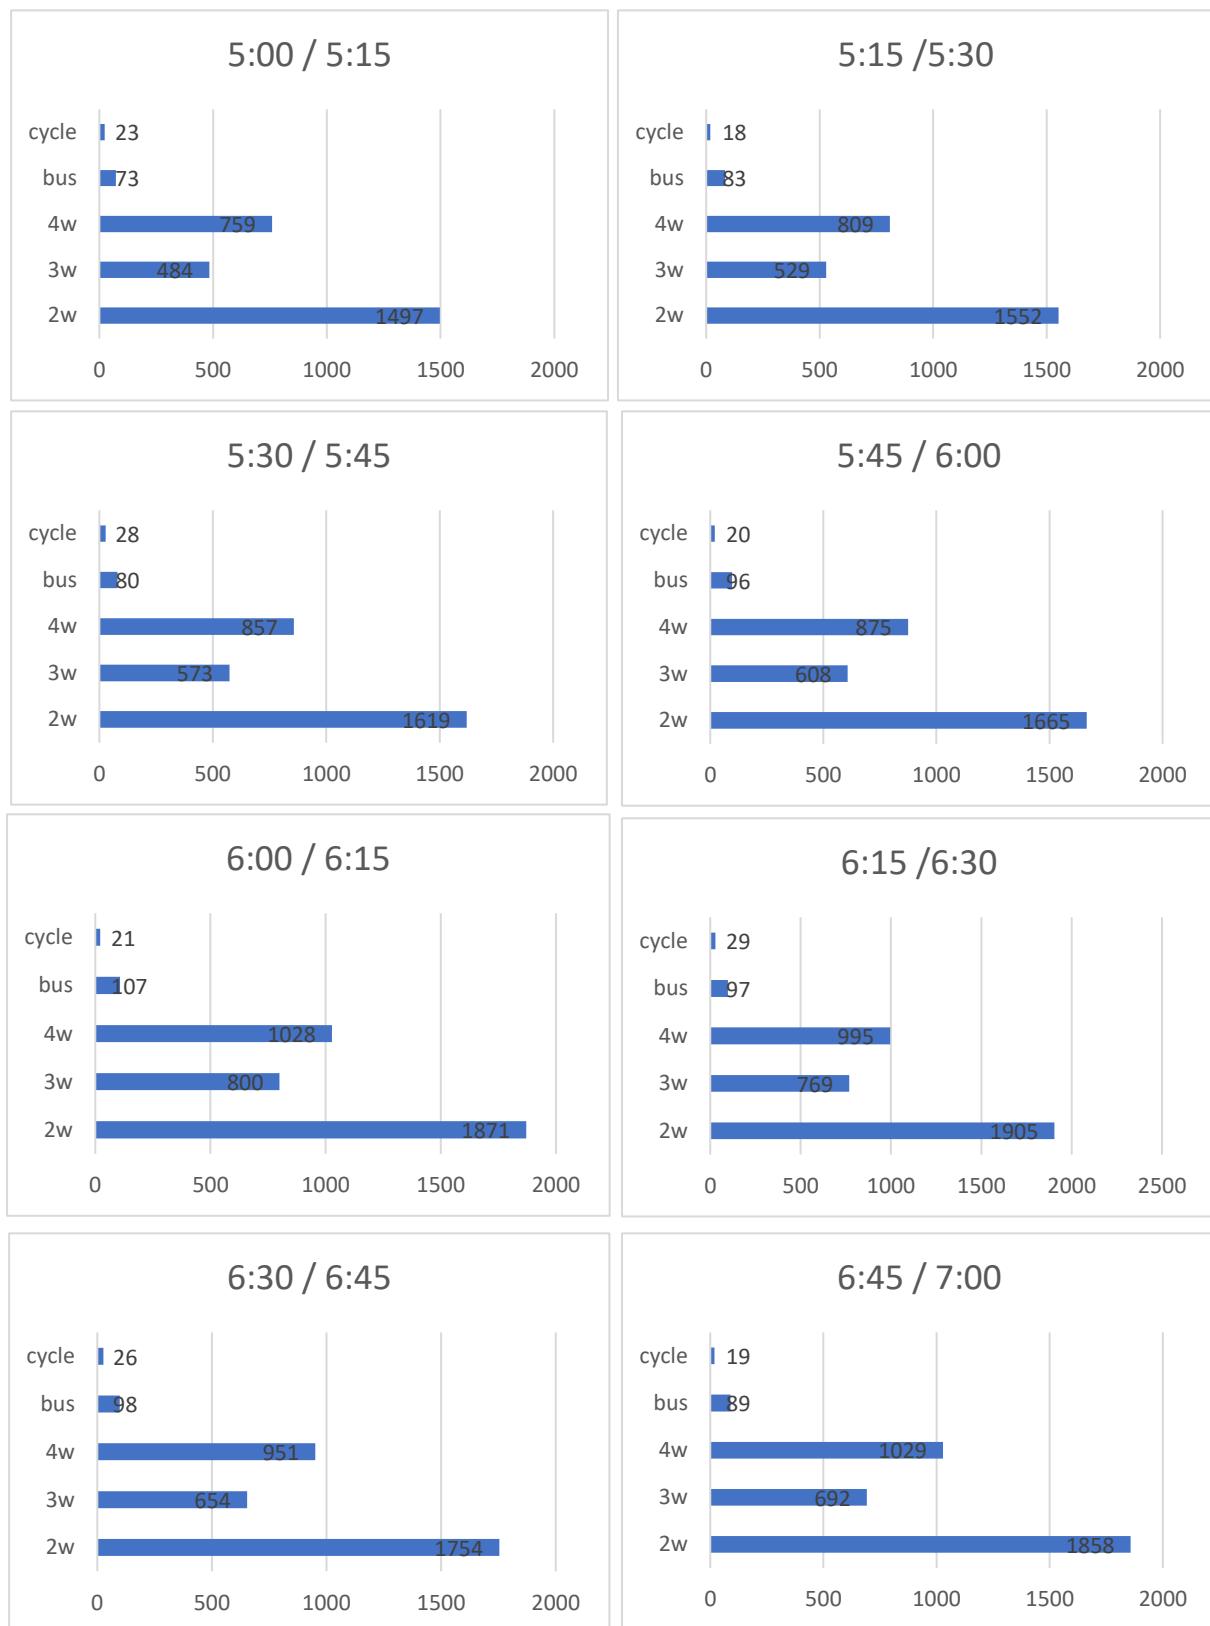 5:00 / 5:15
cycle 23
bus 73
4w 759
3w 484
2w 1497
0 500 1000 1500 2000
5:15 /5:30
cycle 18
bus 83
4w 809
3w 529
2w 1552
0 500 1000 1500 2000
5:30 / 5:45
cycle 28
bus 80
4w 857
3w 573
2w 1619
0 500 1000 1500 2000
5:45 / 6:00
cycle 20
bus 96
4w 875
3w 608
2w 1665
0 500 1000 1500 2000
6:00 / 6:15
cycle 21
bus 107
4w 1028
3w 800
2w 1871
0 500 1000 1500 2000
6:15 /6:30
cycle 29
bus 97
4w 995
3w 769
2w 1905
0 500 1000 1500 2000 2500
6:30 / 6:45
cycle 26
bus 98
4w 951
3w 654
2w 1754
0 500 1000 1500 2000
6:45 / 7:00
cycle 19
bus 89
4w 1029
3w 692
2w 1858
0 500 1000 1500 2000